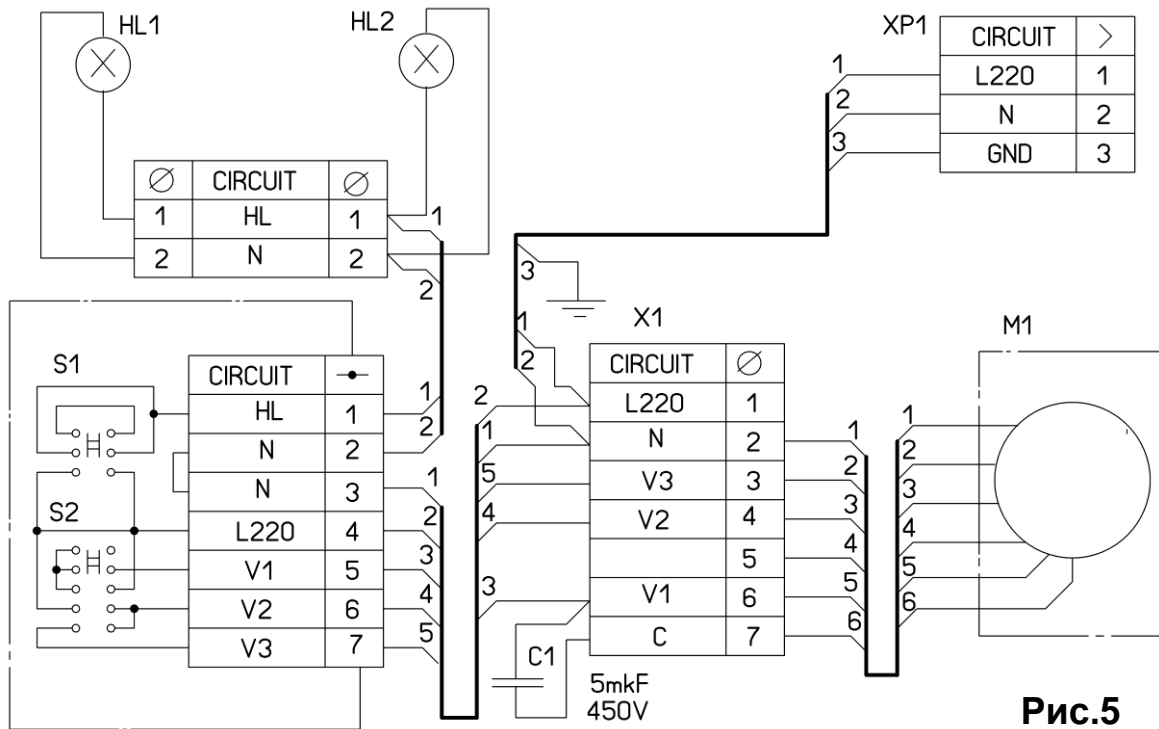 HL1
HL2
XP1
CIRCUIT >
L220 1
N 2
GND 3
1
2
3
∅ CIRCUIT ∅
1 HL 1
2 N 2
1
2
3
1
2
S1
S2
CIRCUIT
HL 1
N 2
N 3
L220 4
V1 5
V2 6
V3 7
1
2
1
2
3
4
5
2
1
5
4
3
X1
CIRCUIT ∅
L220 1
N 2
V3 3
V2 4
5
V1 6
C 7
C1
5mkF
450V
1
2
3
4
5
6
M1
1
2
3
4
5
6
Рис.5